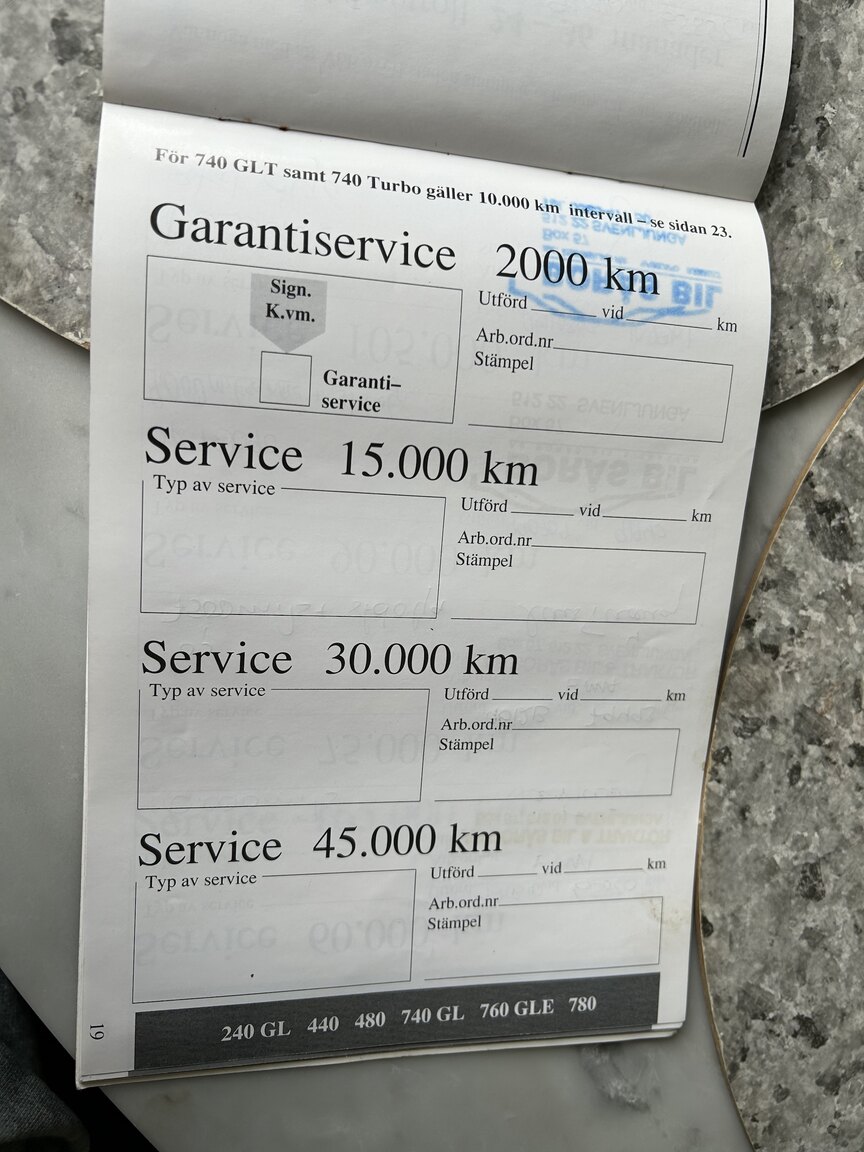 För 740 GLT samt 740 Turbo gäller 10.000 km intervall – se sidan 23.
Garantiservice 2000 km
Sign.
K.vm.
Garanti–
service
Utförd vid km
Arb.ord.nr
Stämpel
Service 15.000 km
Typ av service
Utförd vid km
Arb.ord.nr
Stämpel
Service 30.000 km
Typ av service
Utförd vid km
Arb.ord.nr
Stämpel
Service 45.000 km
Typ av service
Utförd vid km
Arb.ord.nr
Stämpel
240 GL 440 480 740 GL 760 GLE 780
19